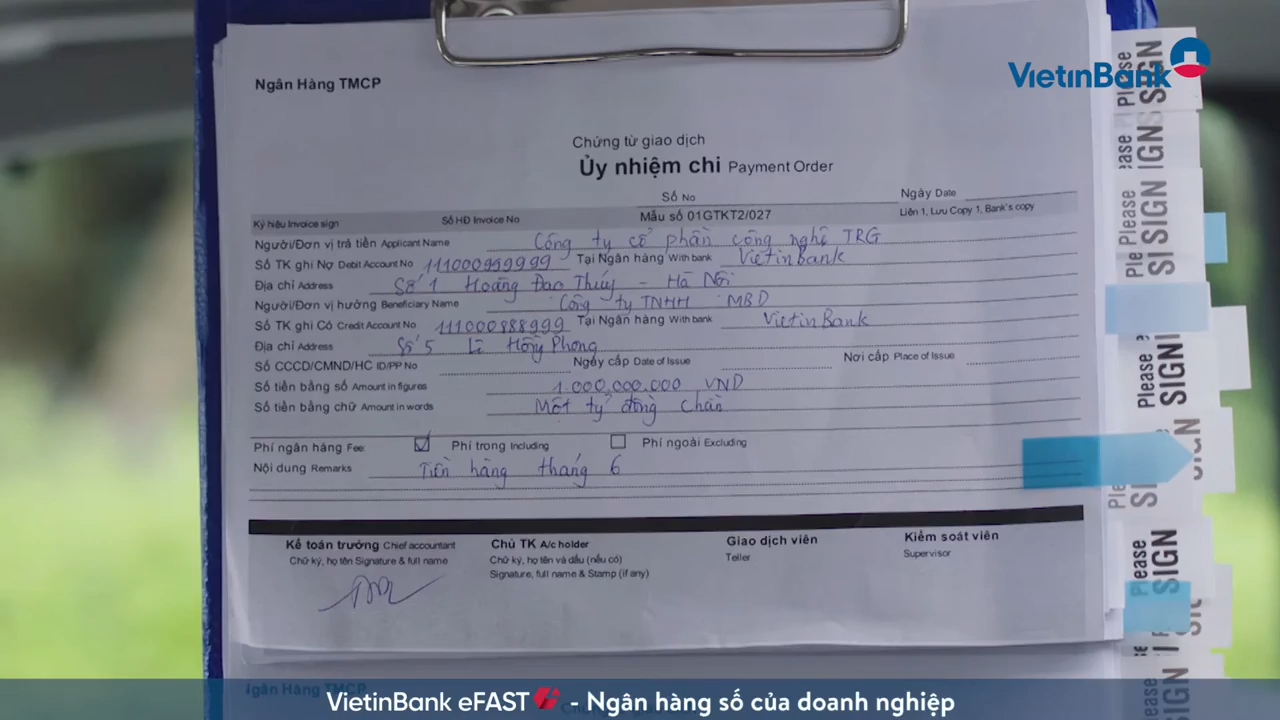 VietinBank
Ngân Hàng TMCP
Chứng từ giao dịch
Ủy nhiệm chi Payment Order
Số No
Ngày Date
Ký hiệu Invoice sign Số HĐ Invoice No Mẫu số 01GTKT2/027 Liên 1, Lưu Copy 1, Bank's copy
Người/Đơn vị trả tiền Applicant Name Công ty cổ phần công nghệ TRG
Số TK ghi Nợ Debit Account No 111000999999 Tại Ngân hàng With bank VietinBank
Địa chỉ Address Số 1 Hoàng Đạo Thúy - Hà Nội
Người/Đơn vị hưởng Beneficiary Name Công ty TNHH MBD
Số TK ghi Có Credit Account No 111000888999 Tại Ngân hàng With bank VietinBank
Địa chỉ Address Số 5 Lê Hồng Phong
Số CCCD/CMND/HC ID/PP No Ngày cấp Date of Issue Nơi cấp Place of Issue
Số tiền bằng số Amount in figures 1.000.000.000 VND
Số tiền bằng chữ Amount in words Một tỷ đồng chẵn
Phí ngân hàng Fee: Phí trong Including Phí ngoài Excluding
Nội dung Remarks Tiền hàng tháng 6
Kế toán trưởng Chief accountant Chủ TK A/c holder Giao dịch viên Kiểm soát viên
Chữ ký, họ tên Signature & full name Chữ ký, họ tên và dấu (nếu có) Teller Supervisor
Signature, full name & Stamp (if any)
Please SIGN
Please SIGN
Please SIGN
Please SIGN
Please SIGN
Ngân Hàng TMCP
VietinBank eFAST - Ngân hàng số của doanh nghiệp